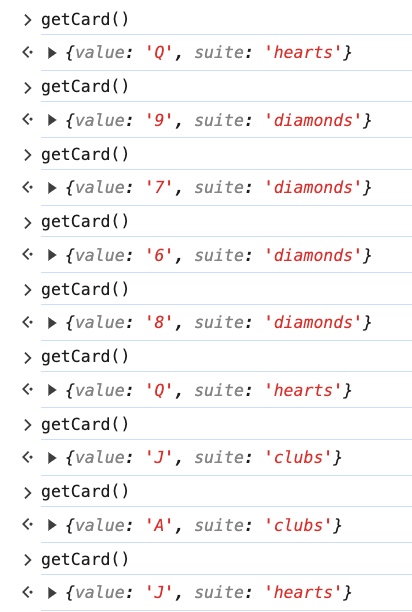 getCard()
{value: 'Q', suite: 'hearts'}
getCard()
{value: '9', suite: 'diamonds'}
getCard()
{value: '7', suite: 'diamonds'}
getCard()
{value: '6', suite: 'diamonds'}
getCard()
{value: '8', suite: 'diamonds'}
getCard()
{value: 'Q', suite: 'hearts'}
getCard()
{value: 'J', suite: 'clubs'}
getCard()
{value: 'A', suite: 'clubs'}
getCard()
{value: 'J', suite: 'hearts'}